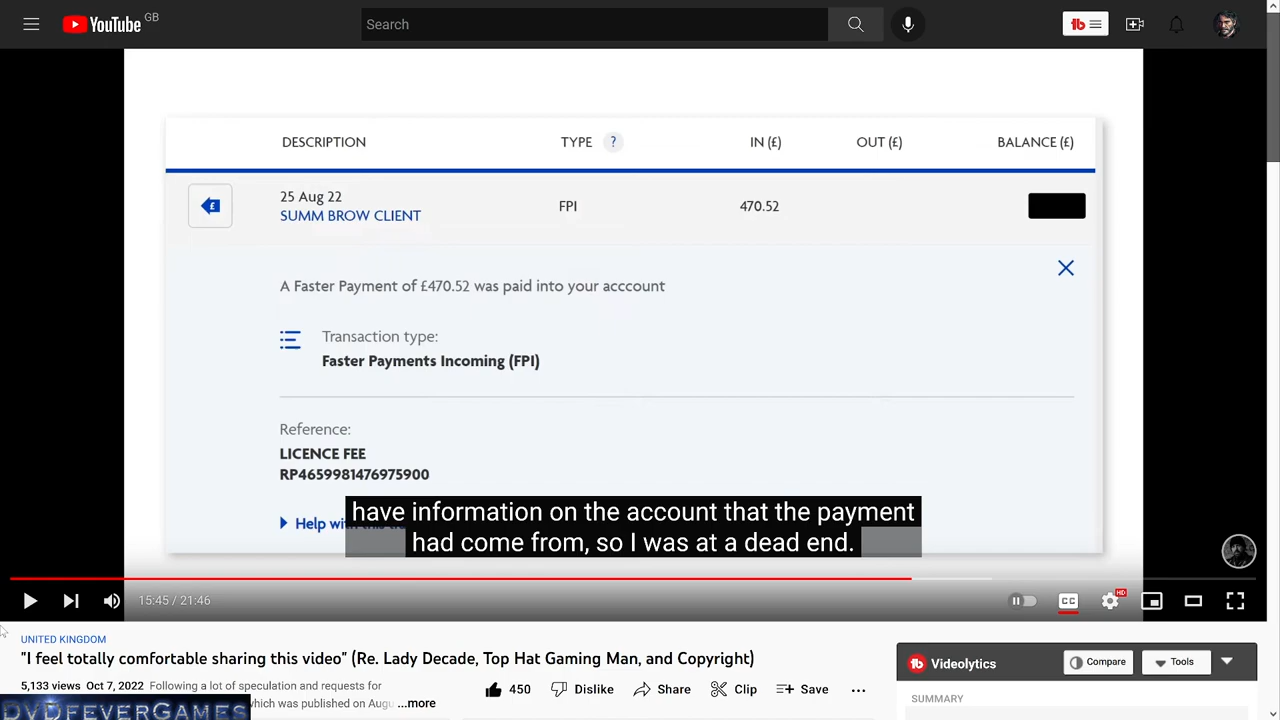 YouTube GB
Search
DESCRIPTION TYPE ? IN (£) OUT (£) BALANCE (£)
25 Aug 22
SUMM BROW CLIENT FPI 470.52
A Faster Payment of £470.52 was paid into your acccount
Transaction type:
Faster Payments Incoming (FPI)
Reference:
LICENCE FEE
RP4659981476975900
Help
have information on the account that the payment
had come from, so I was at a dead end.
15:45 / 21:46 CC HD
UNITED KINGDOM
"I feel totally comfortable sharing this video" (Re. Lady Decade, Top Hat Gaming Man, and Copyright)
5,133 views Oct 7, 2022 Following a lot of speculation and requests for
which was published on Augu ...more
450 Dislike Share Clip Save ...
tb Videolytics Compare Tools
SUMMARY
DVDFEVERGAMES